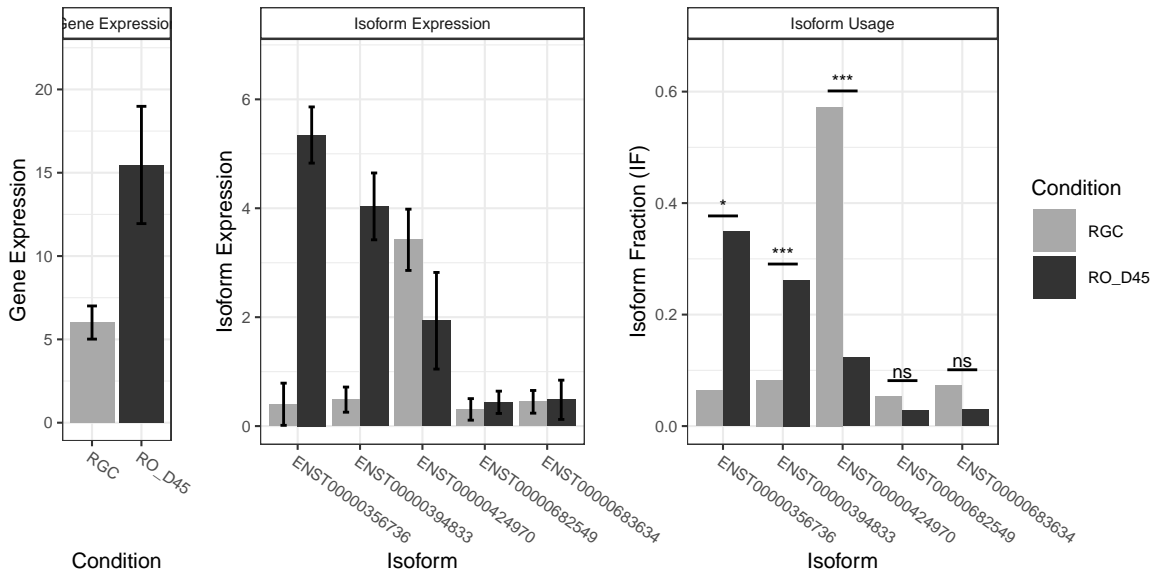 Gene Expression
Isoform Expression
Isoform Usage
Gene Expression
20
15
10
5
0
RGC
RO_D45
Condition
Isoform Expression
6
4
2
0
ENST00000356736
ENST00000394833
ENST00000424970
ENST00000682549
ENST00000683634
Isoform
Isoform Fraction (IF)
0.6
0.4
0.2
0.0
*
***
***
ns
ns
ENST00000356736
ENST00000394833
ENST00000424970
ENST00000682549
ENST00000683634
Isoform
Condition
RGC
RO_D45